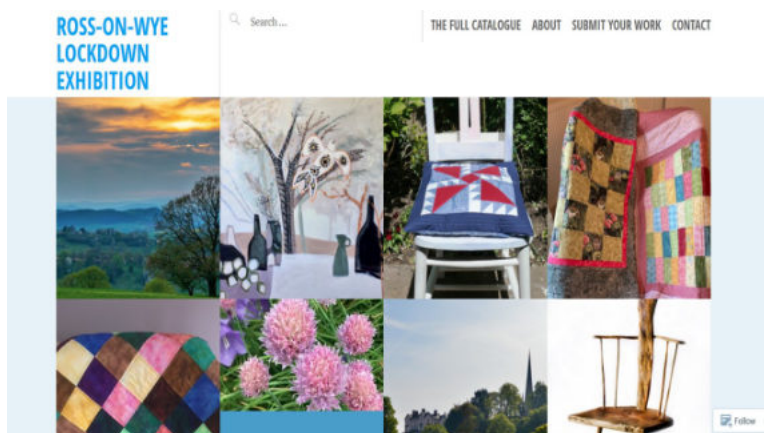 ROSS-ON-WYE
LOCKDOWN
EXHIBITION
Search ...
THE FULL CATALOGUE ABOUT SUBMIT YOUR WORK CONTACT
Follow